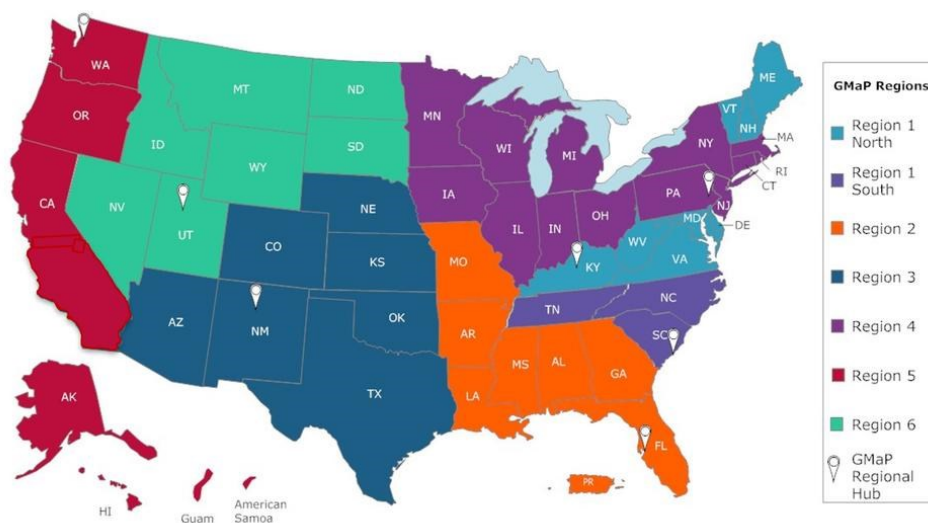 WA
OR
CA
ID
MT
ND
SD
WY
NV
UT
NE
CO
KS
AZ
NM
OK
TX
MN
IA
WI
MI
IL
IN
OH
MO
AR
LA
MS
AL
GA
FL
PR
TN
NC
SC
KY
WV
VA
MD
DE
PA
NJ
NY
VT
NH
ME
MA
RI
CT
AK
HI
Guam
American
Samoa
GMaP Regions
Region 1
North
Region 1
South
Region 2
Region 3
Region 4
Region 5
Region 6
GMaP
Regional
Hub